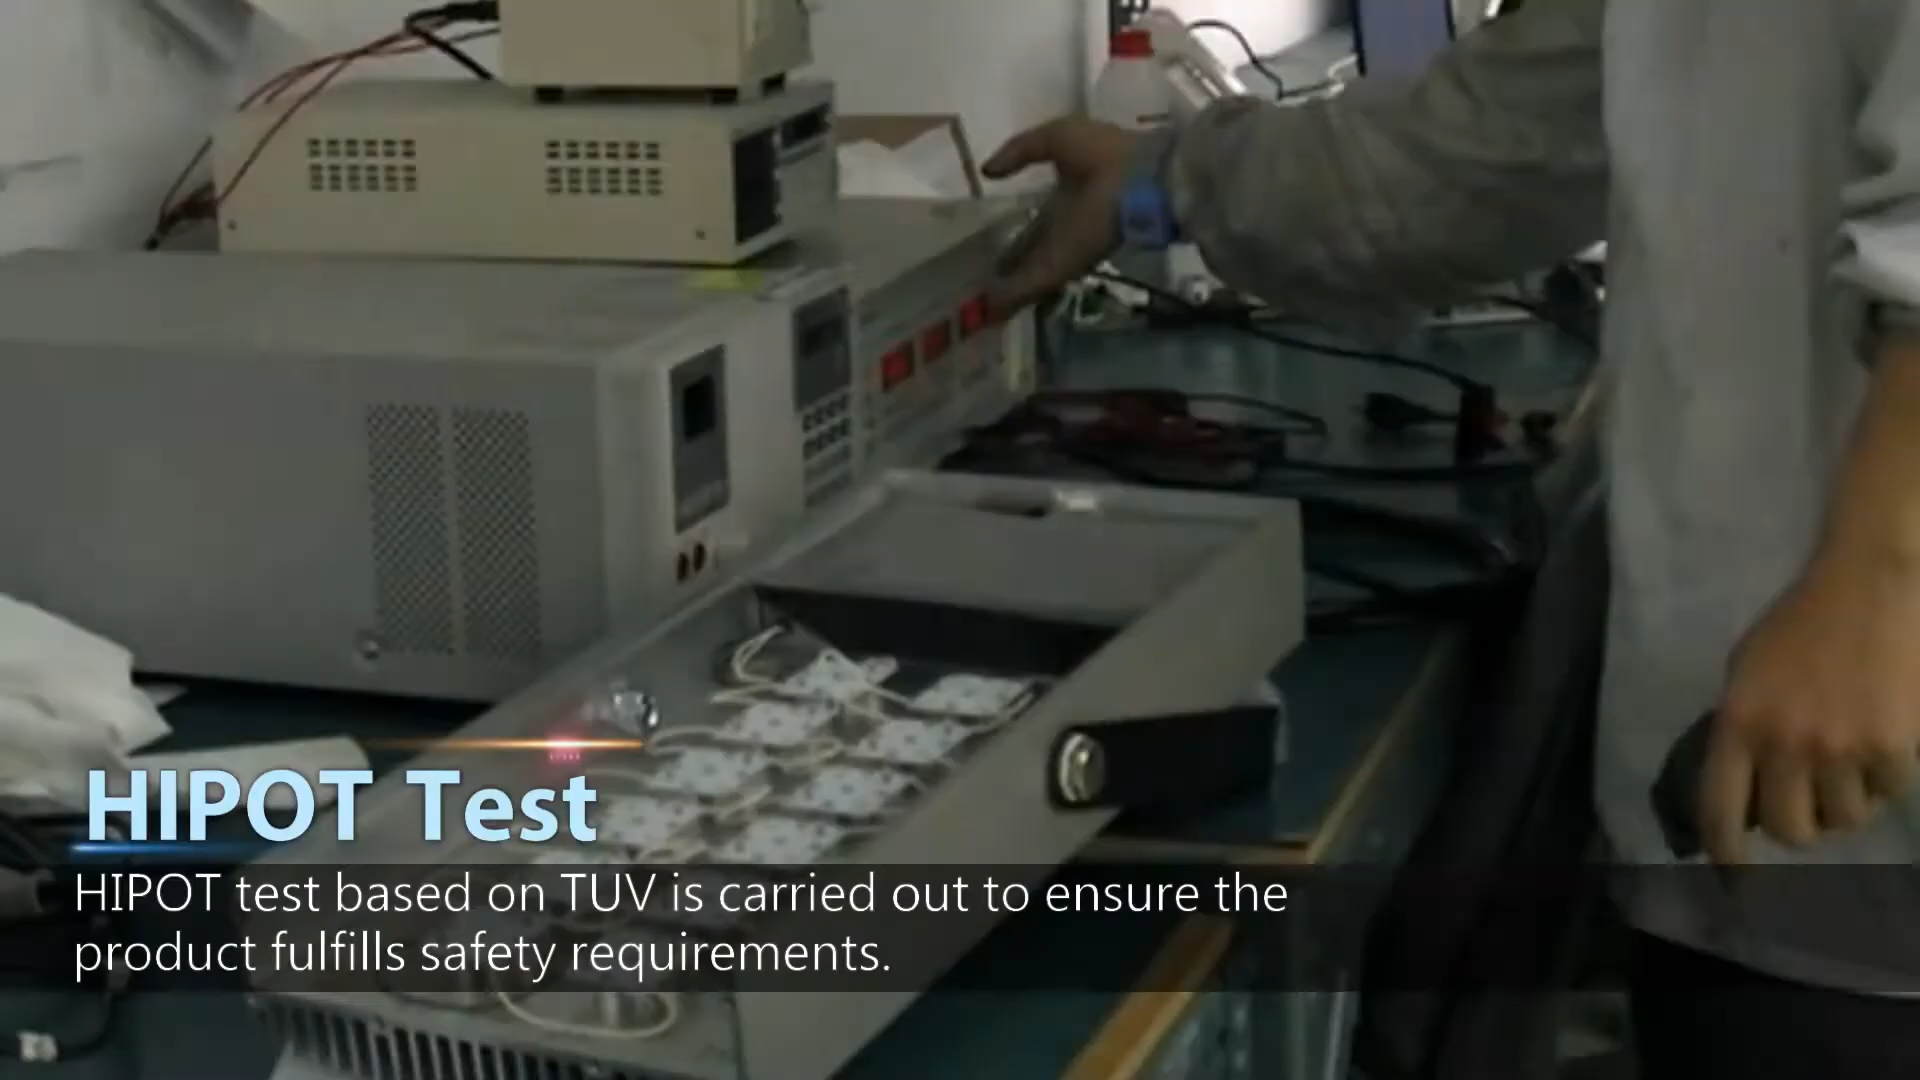 HIPOT Test
HIPOT test based on TUV is carried out to ensure the
product fulfills safety requirements.